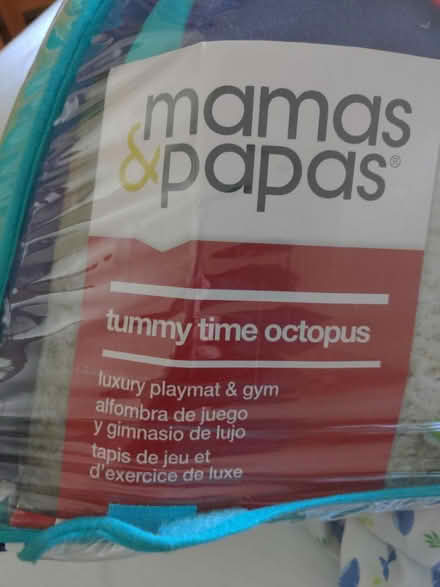 mamas
&papas®
tummy time octopus
luxury playmat & gym
alfombra de juego
y gimnasio de lujo
tapis de jeu et
d'exercice de luxe